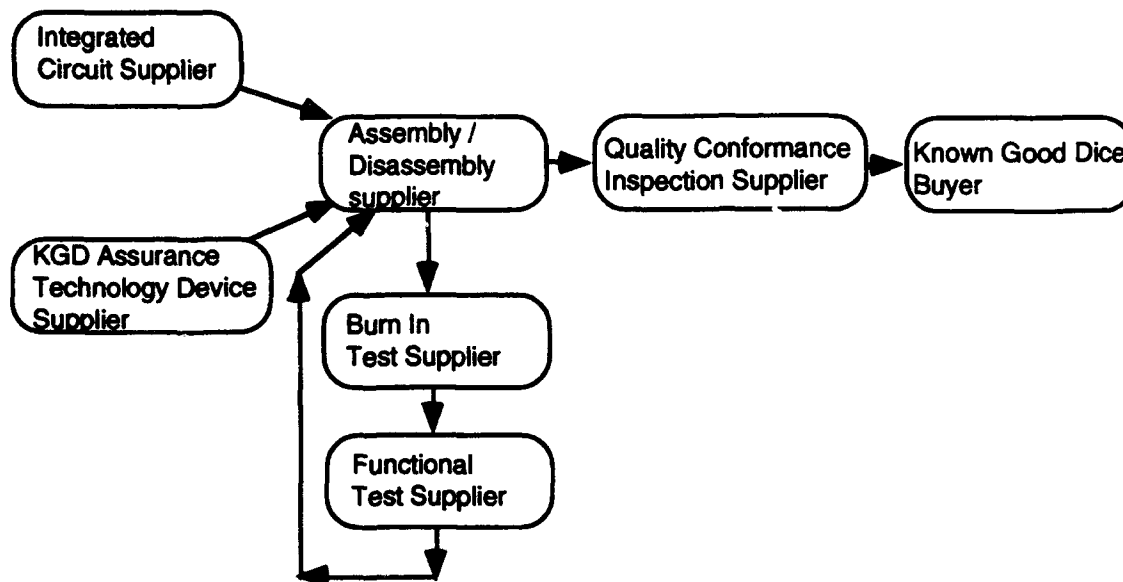 Integrated
Circuit Supplier
Assembly /
Disassembly
supplier
Quality Conformance
Inspection Supplier
Known Good Dice
Buyer
KGD Assurance
Technology Device
Supplier
Burn In
Test Supplier
Functional
Test Supplier